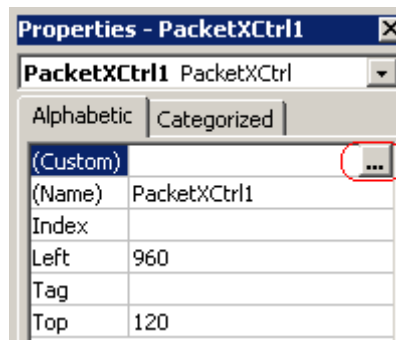 Properties - PacketXCtrl1
PacketXCtrl1 PacketXCtrl
Alphabetic Categorized
(Custom) ...
(Name) PacketXCtrl1
Index
Left 960
Tag
Top 120